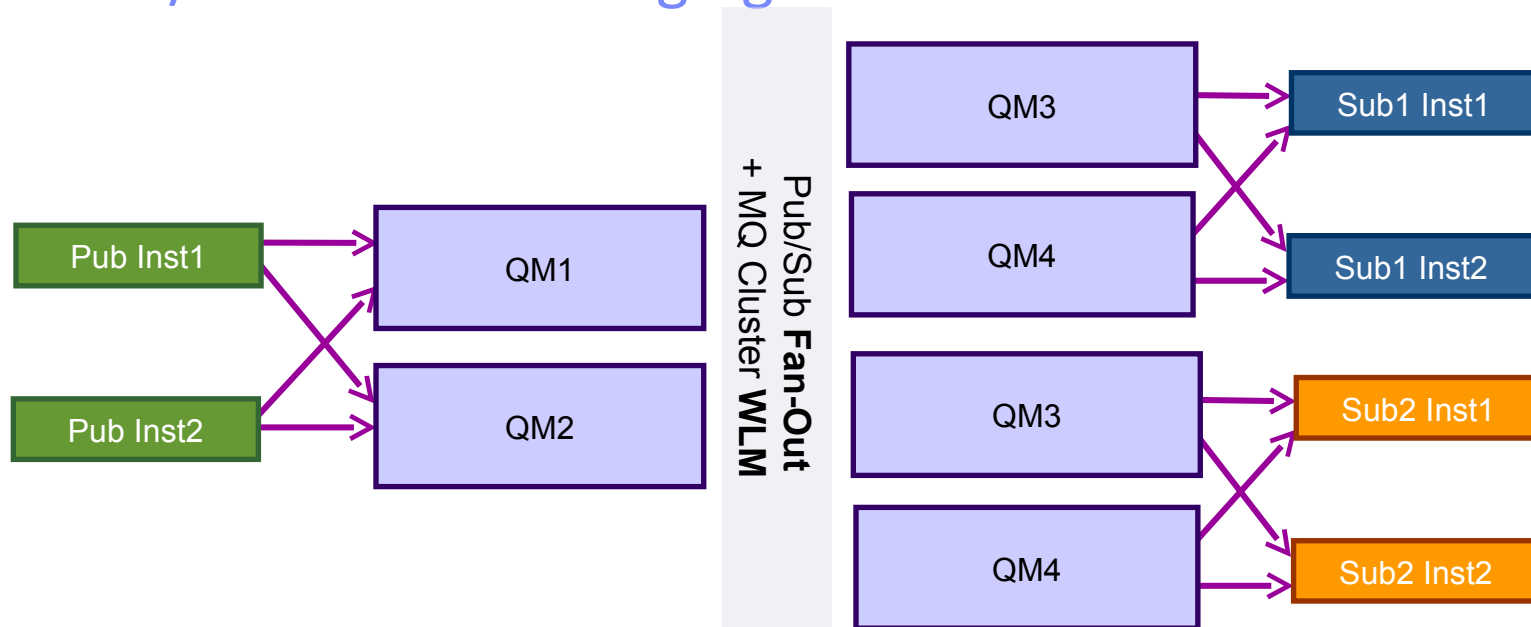 Pub Inst1
Pub Inst2
QM1
QM2
Pub/Sub Fan-Out
+ MQ Cluster WLM
QM3
QM4
Sub1 Inst1
Sub1 Inst2
QM3
QM4
Sub2 Inst1
Sub2 Inst2